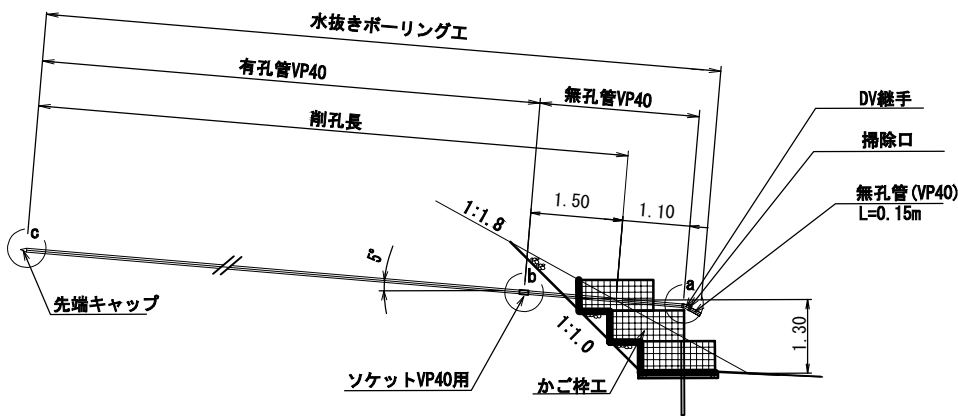 水抜きボーリング工
有孔管VP40
無孔管VP40
削孔長
DV継手
掃除口
無孔管(VP40)
L=0.15m
1.50
1.10
1:1.8
c
5°
b
a
先端キャップ
1:1.0
1.30
ソケットVP40用
かご枠工